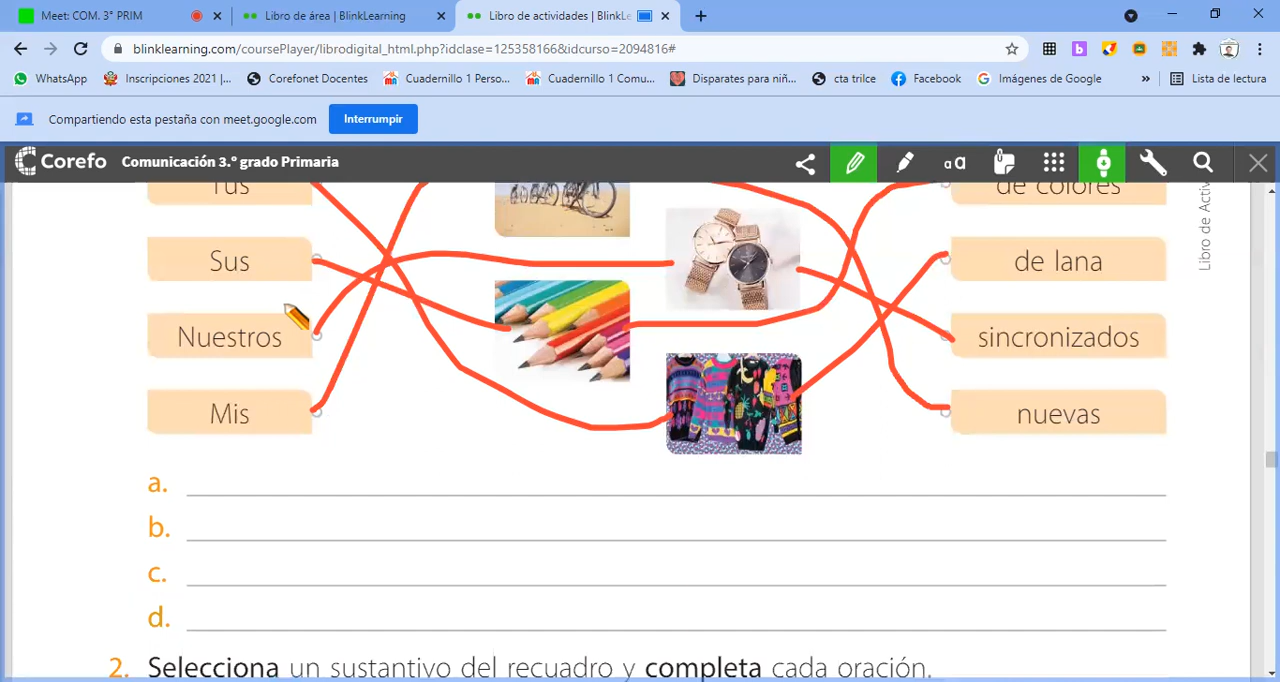 Meet: COM. 3° PRIM
Libro de área | BlinkLearning
Libro de actividades | BlinkLe
blinklearning.com/coursePlayer/librodigital_html.php?idclase=125358166&idcurso=2094816#
WhatsApp
Inscripciones 2021 |...
Corefonet Docentes
Cuadernillo 1 Perso...
Cuadernillo 1 Comu...
Disparates para niñ...
cta trilce
Facebook
Imágenes de Google
»
Lista de lectura
Compartiendo esta pestaña con meet.google.com
Interrumpir
Corefo
Comunicación 3.º grado Primaria
aa
Tus
de colores
Libro de Activ
Sus
de lana
Nuestros
sincronizados
Mis
nuevas
a.
b.
c.
d.
2. Selecciona un sustantivo del recuadro y completa cada oración.